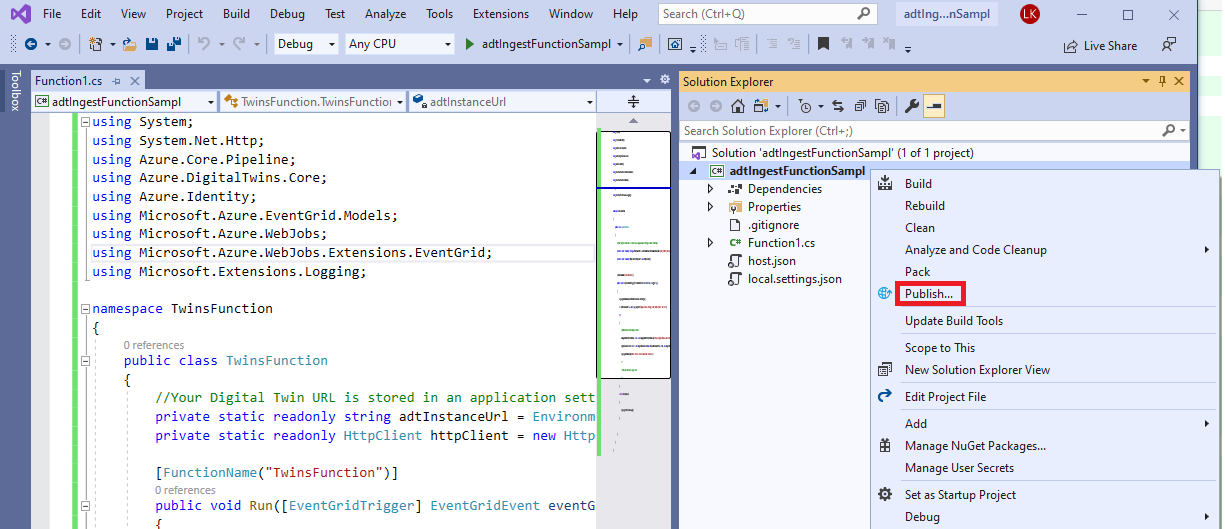 File Edit View Project Build Debug Test Analyze Tools Extensions Window Help Search (Ctrl+Q) adtIng...nSampl LK
Debug Any CPU adtIngestFunctionSampl Live Share
Toolbox
Function1.cs
C# adtIngestFunctionSampl TwinsFunction.TwinsFunction adtInstanceUrl
using System;
using System.Net.Http;
using Azure.Core.Pipeline;
using Azure.DigitalTwins.Core;
using Azure.Identity;
using Microsoft.Azure.EventGrid.Models;
using Microsoft.Azure.WebJobs;
using Microsoft.Azure.WebJobs.Extensions.EventGrid;
using Microsoft.Extensions.Logging;
namespace TwinsFunction
{
0 references
public class TwinsFunction
{
//Your Digital Twin URL is stored in an application sett
private static readonly string adtInstanceUrl = Environm
private static readonly HttpClient httpClient = new Http
[FunctionName("TwinsFunction")]
0 references
public void Run([EventGridTrigger] EventGridEvent eventG
{
Solution Explorer
Search Solution Explorer (Ctrl+;)
Solution 'adtIngestFunctionSampl' (1 of 1 project)
C# adtIngestFunctionSampl
Dependencies
Properties
.gitignore
C# Function1.cs
host.json
local.settings.json
Build
Rebuild
Clean
Analyze and Code Cleanup
Pack
Publish...
Update Build Tools
Scope to This
New Solution Explorer View
Edit Project File
Add
Manage NuGet Packages...
Manage User Secrets
Set as Startup Project
Debug